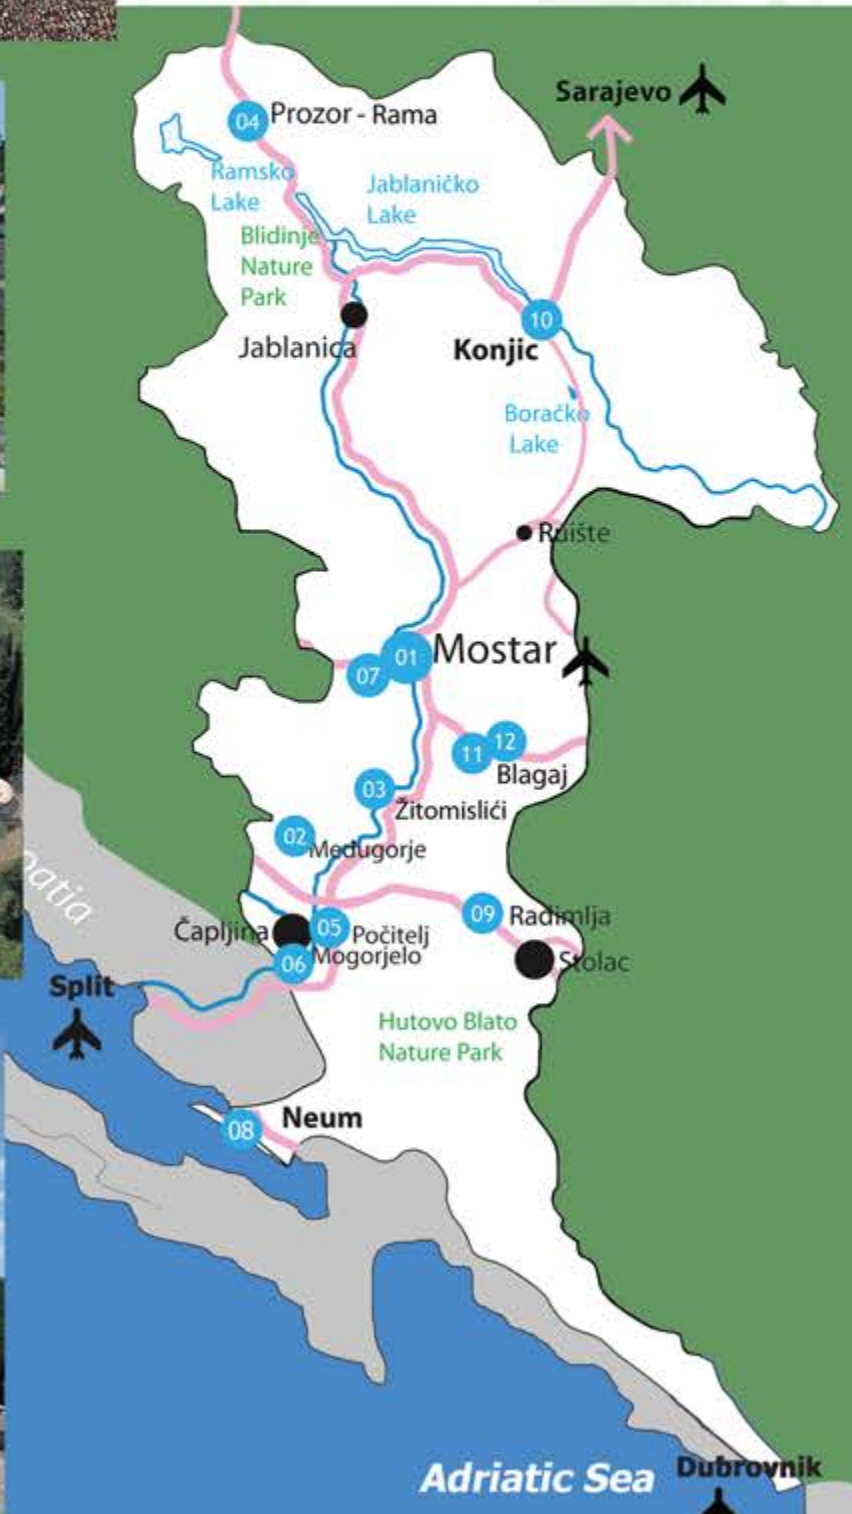 Sarajevo
04
Prozor - Rama
Ramsko
Lake
Jablaničko
Lake
Blidinje
Nature
Park
10
Jablanica
Konjic
Boračko
Lake
Ruište
01
Mostar
07
12
11
Blagaj
03
Žitomislići
02
Međugorje
09
Radimlja
Čapljina
05
Počitelj
06
Mogorjelo
Stolac
Split
Hutovo Blato
Nature Park
Neum
08
Adriatic Sea
Dubrovnik